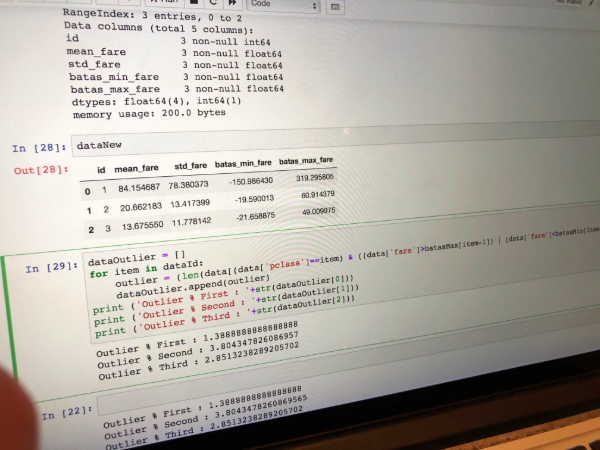 Code
RangeIndex: 3 entries, 0 to 2
Data columns (total 5 columns):
id 3 non-null int64
mean_fare 3 non-null float64
std_fare 3 non-null float64
batas_min_fare 3 non-null float64
batas_max_fare 3 non-null float64
dtypes: float64(4), int64(1)
memory usage: 200.0 bytes
In [28]: dataNew
Out[28]:
id mean_fare std_fare batas_min_fare batas_max_fare
0 1 84.154687 78.380373 -150.986430 319.295805
1 2 20.662183 13.417399 -19.590013 60.914379
2 3 13.675550 11.778142 -21.658875 49.009975
In [29]: dataOutlier = []
for item in dataId:
outlier = (len(data[(data['pclass']==item) & ((data['fare']>batasMax[item-1]) | (data['fare']<batasMin[item
dataOutlier.append(outlier)
print ('Outlier % First : '+str(dataOutlier[0]))
print ('Outlier % Second : '+str(dataOutlier[1]))
print ('Outlier % Third : '+str(dataOutlier[2]))
Outlier % First : 1.3888888888888888
Outlier % Second : 3.804347826086957
Outlier % Third : 2.8513238289205702
In [22]:
Outlier % First : 1.3888888888888888
Outlier % Second : 3.8043478260869565
Outlier % Third : 2.8513238289205702